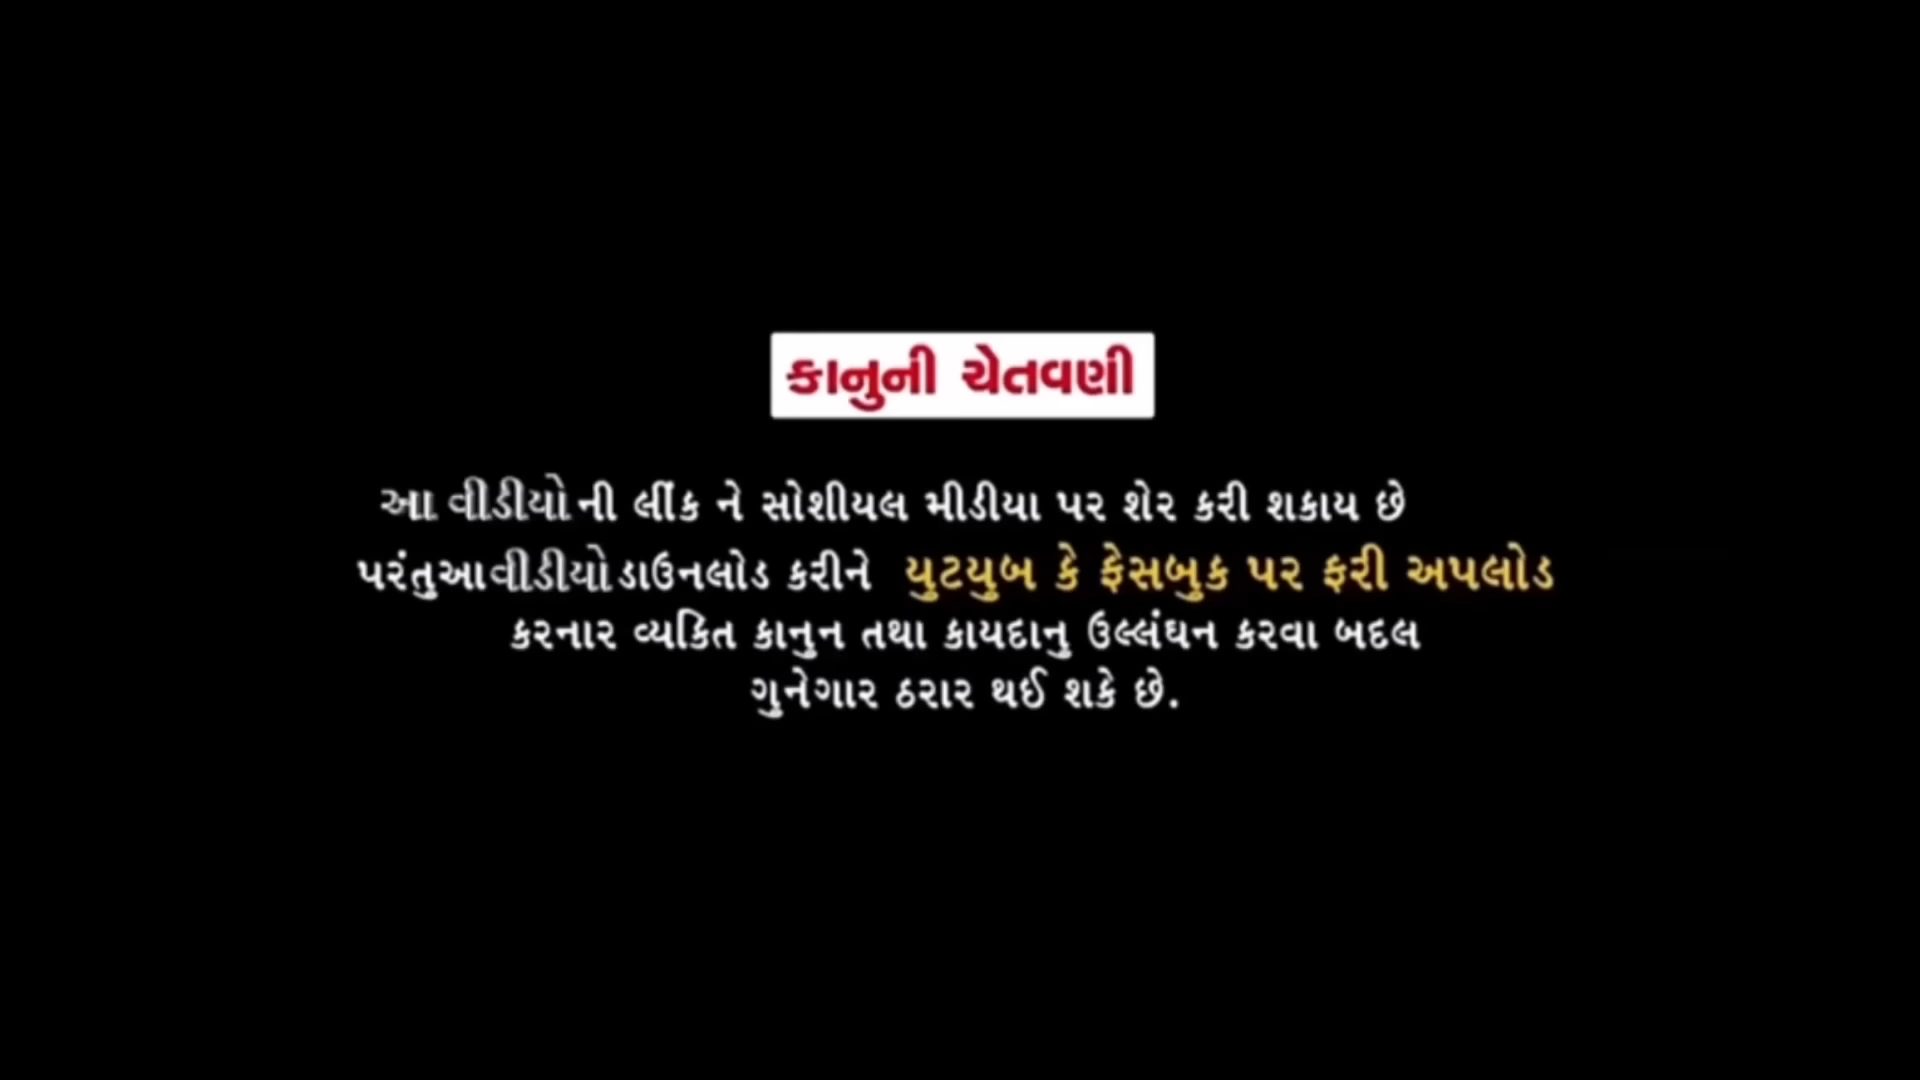 કાનુની ચેતવણી
આ વીડીયો ની લીંક ને સોશીયલ મીડીયા પર શેર કરી શકાય છે
પરંતુઆવીડીયો ડાઉનલોડ કરીને યુટયુબ કે ફેસબુક પર ફરી અપલોડ
કરનાર વ્યકિત કાનુન તથા કાયદાનુ ઉલ્લંઘન કરવા બદલ
ગુનેગાર ઠરાર થઈ શકે છે.